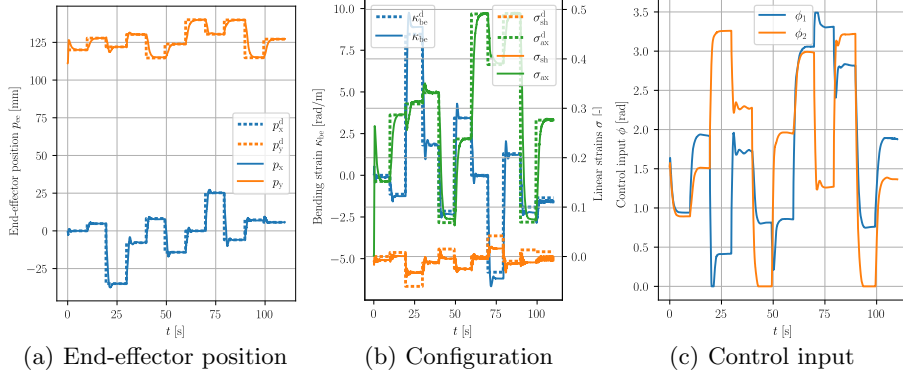 125
100
75
50
25
0
−25
End-effector position p_ee [mm]
p_x^d
p_y^d
p_x
p_y
0 25 50 75 100
t [s]
(a) End-effector position
10.0
7.5
5.0
2.5
0.0
−2.5
−5.0
Bending strain κ_be [rad/m]
κ_be^d
κ_be
σ_sh^d
σ_ax^d
σ_sh
σ_ax
0.5
0.4
0.3
0.2
0.1
0.0
Linear strains σ [-]
0 25 50 75 100
t [s]
(b) Configuration
3.5
3.0
2.5
2.0
1.5
1.0
0.5
0.0
Control input ϕ [rad]
ϕ_1
ϕ_2
0 25 50 75 100
t [s]
(c) Control input